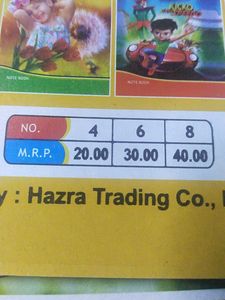 NOTE BOOK
NOTE BOOK
NO. 4 6 8
M.R.P. 20.00 30.00 40.00
y : Hazra Trading Co.,